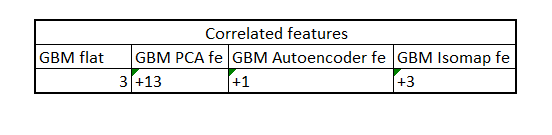 Correlated features
GBM flat GBM PCA fe GBM Autoencoder fe GBM Isomap fe
3 +13 +1 +3